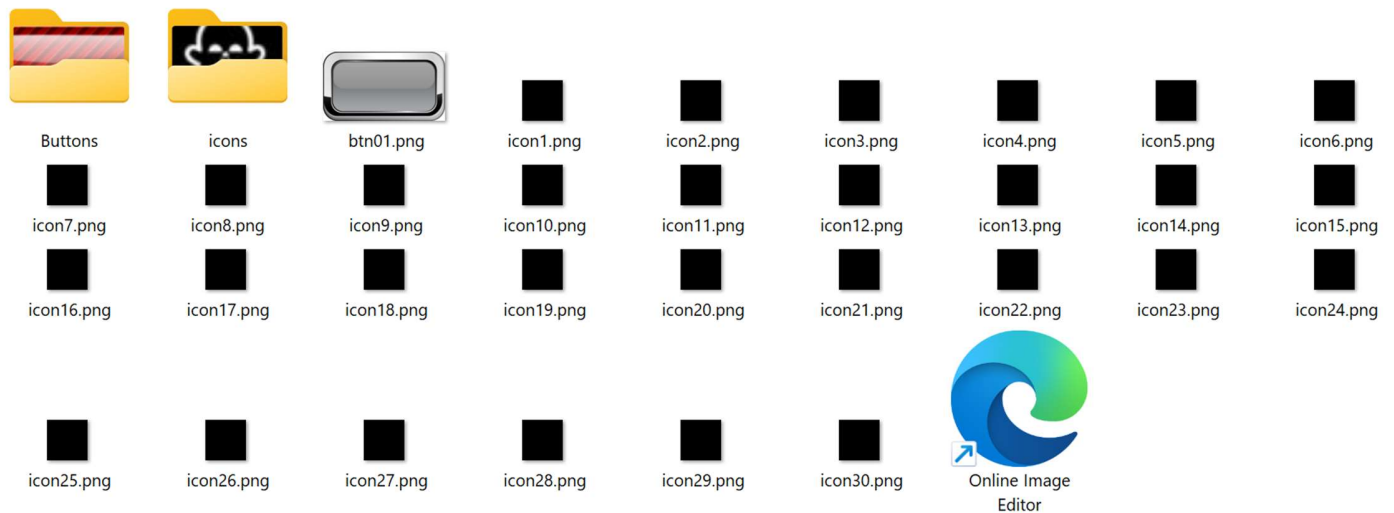 Buttons
icons
btn01.png
icon1.png
icon2.png
icon3.png
icon4.png
icon5.png
icon6.png
icon7.png
icon8.png
icon9.png
icon10.png
icon11.png
icon12.png
icon13.png
icon14.png
icon15.png
icon16.png
icon17.png
icon18.png
icon19.png
icon20.png
icon21.png
icon22.png
icon23.png
icon24.png
icon25.png
icon26.png
icon27.png
icon28.png
icon29.png
icon30.png
Online Image
Editor